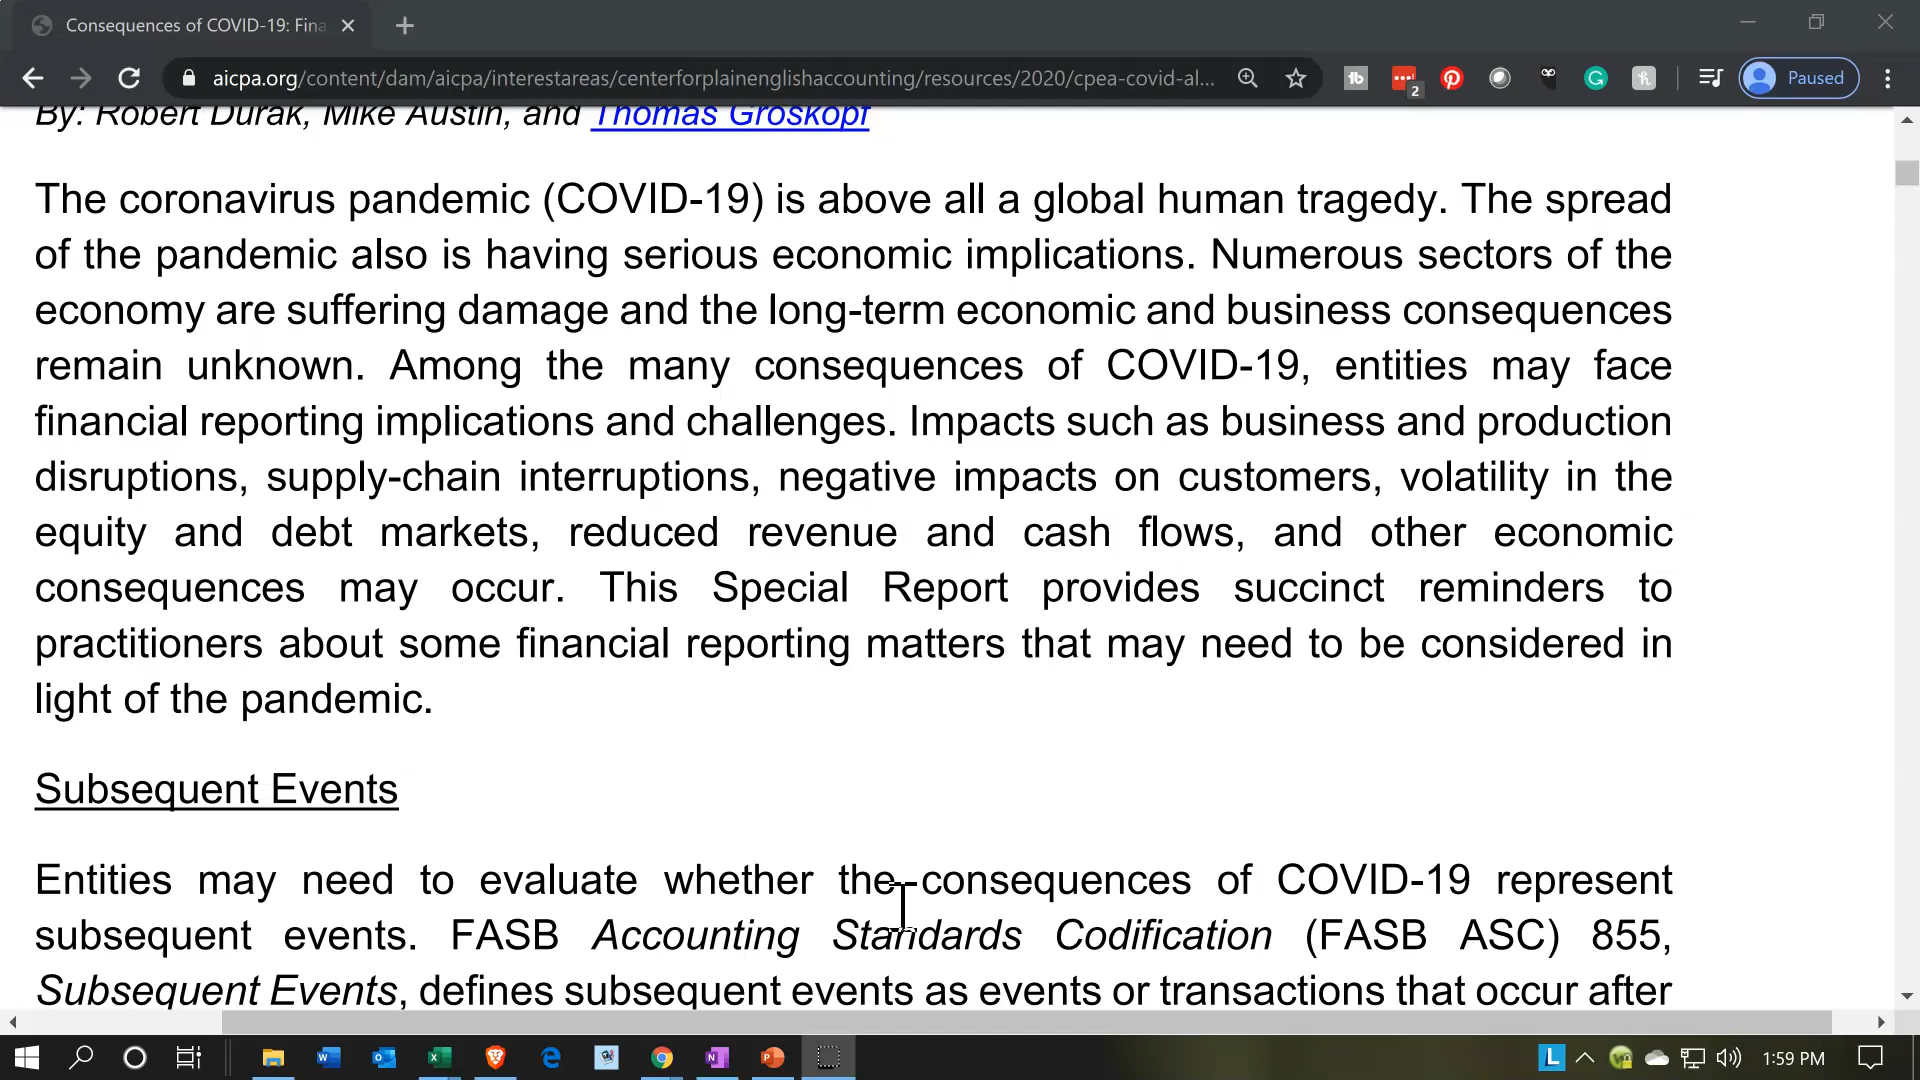 Consequences of COVID-19: Fina
aicpa.org/content/dam/aicpa/interestareas/centerforplainenglishaccounting/resources/2020/cpea-covid-al...
2
Paused
By: Robert Durak, Mike Austin, and Thomas Groskopf
The coronavirus pandemic (COVID-19) is above all a global human tragedy. The spread
of the pandemic also is having serious economic implications. Numerous sectors of the
economy are suffering damage and the long-term economic and business consequences
remain unknown. Among the many consequences of COVID-19, entities may face
financial reporting implications and challenges. Impacts such as business and production
disruptions, supply-chain interruptions, negative impacts on customers, volatility in the
equity and debt markets, reduced revenue and cash flows, and other economic
consequences may occur. This Special Report provides succinct reminders to
practitioners about some financial reporting matters that may need to be considered in
light of the pandemic.
Subsequent Events
Entities may need to evaluate whether the consequences of COVID-19 represent
subsequent events. FASB Accounting Standards Codification (FASB ASC) 855,
Subsequent Events, defines subsequent events as events or transactions that occur after
1:59 PM